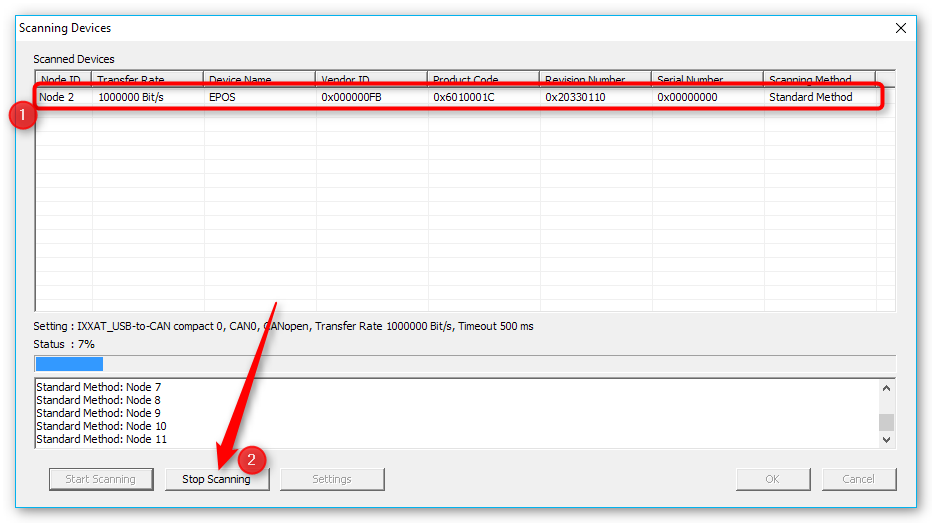 Scanning Devices
Scanned Devices
Node ID Transfer Rate Device Name Vendor ID Product Code Revision Number Serial Number Scanning Method
Node 2 1000000 Bit/s EPOS 0x000000FB 0x6010001C 0x20330110 0x00000000 Standard Method
1
Setting : IXXAT_USB-to-CAN compact 0, CAN0, CANopen, Transfer Rate 1000000 Bit/s, Timeout 500 ms
Status : 7%
Standard Method: Node 7
Standard Method: Node 8
Standard Method: Node 9
Standard Method: Node 10
Standard Method: Node 11
2
Start Scanning Stop Scanning Settings OK Cancel